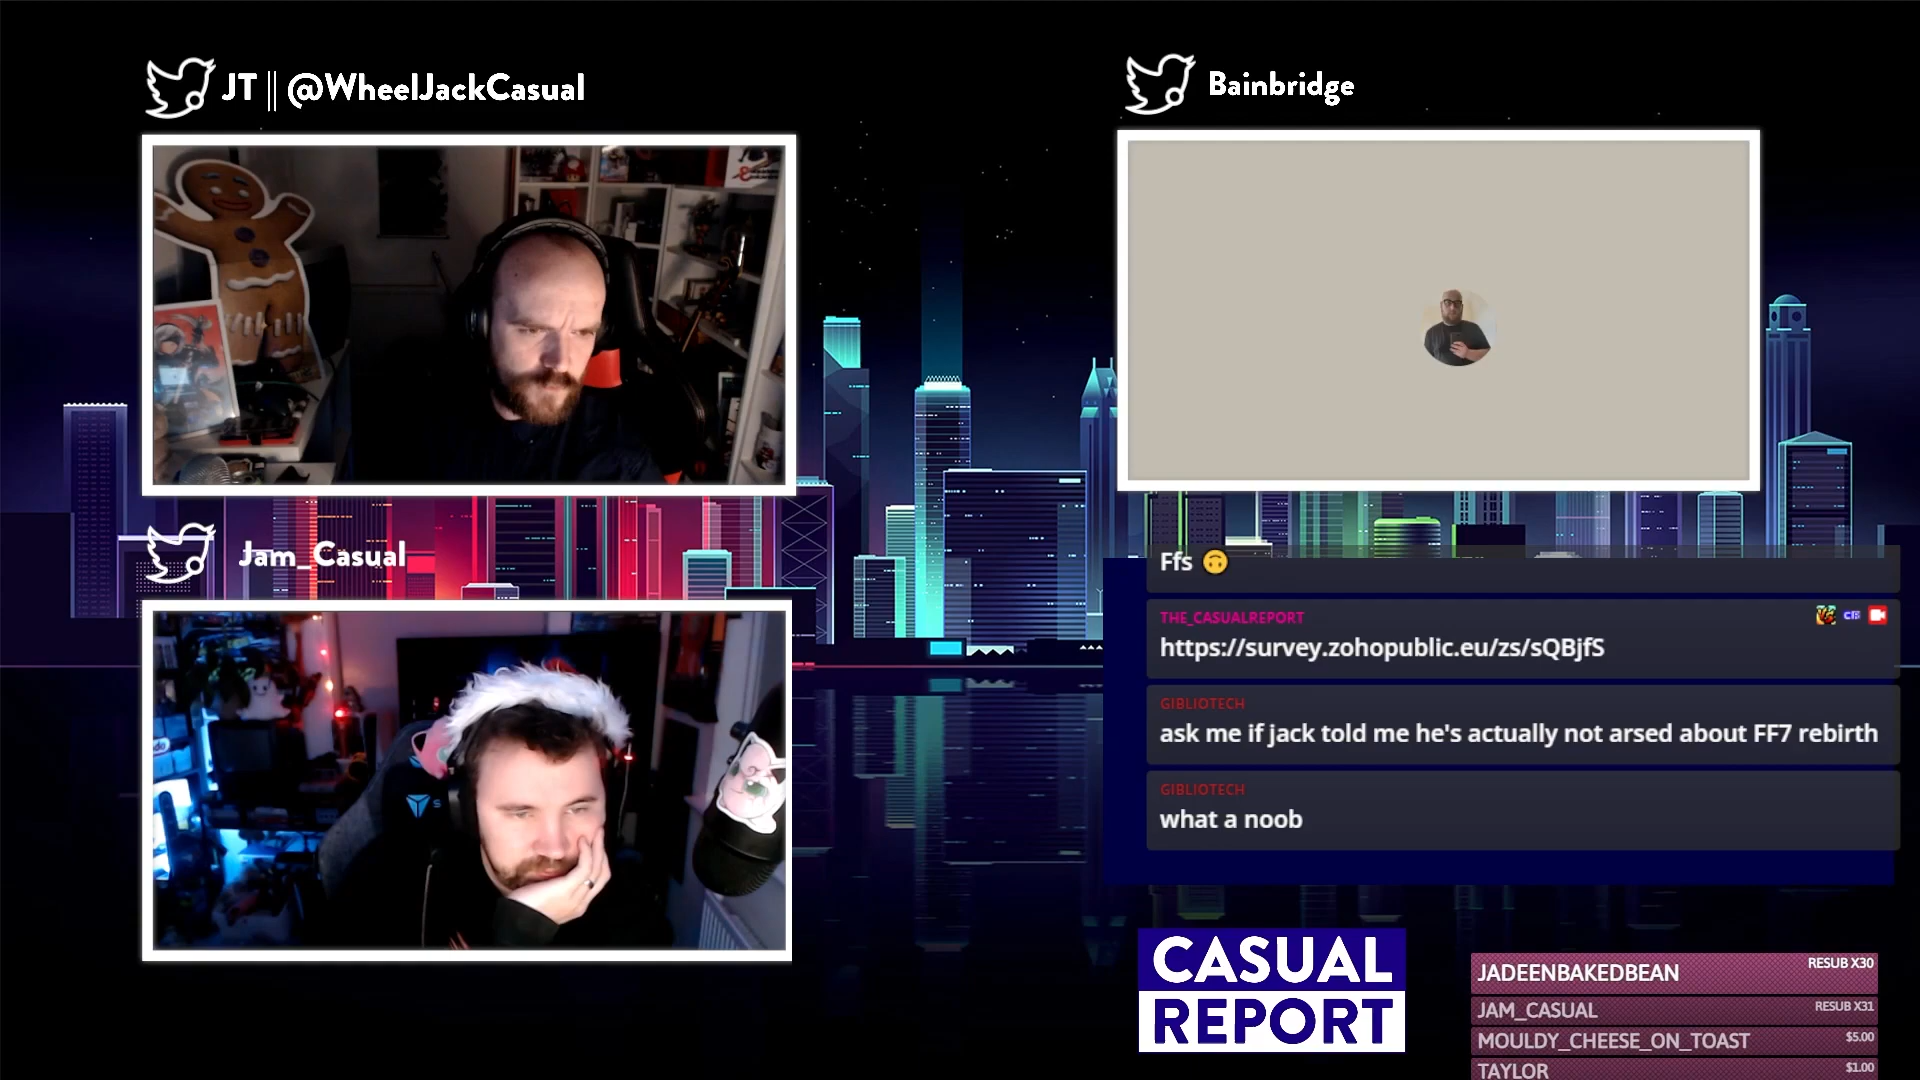 JT || @WheelJackCasual
Bainbridge
Jam_Casual
Ffs 🙃
THE_CASUALREPORT
https://survey.zohopublic.eu/zs/sQBjfS
GIBLIOTECH
ask me if jack told me he's actually not arsed about FF7 rebirth
GIBLIOTECH
what a noob
CASUAL
REPORT
JADEENBAKEDBEAN RESUB X30
JAM_CASUAL RESUB X31
MOULDY_CHEESE_ON_TOAST $5.00
TAYLOR $1.00